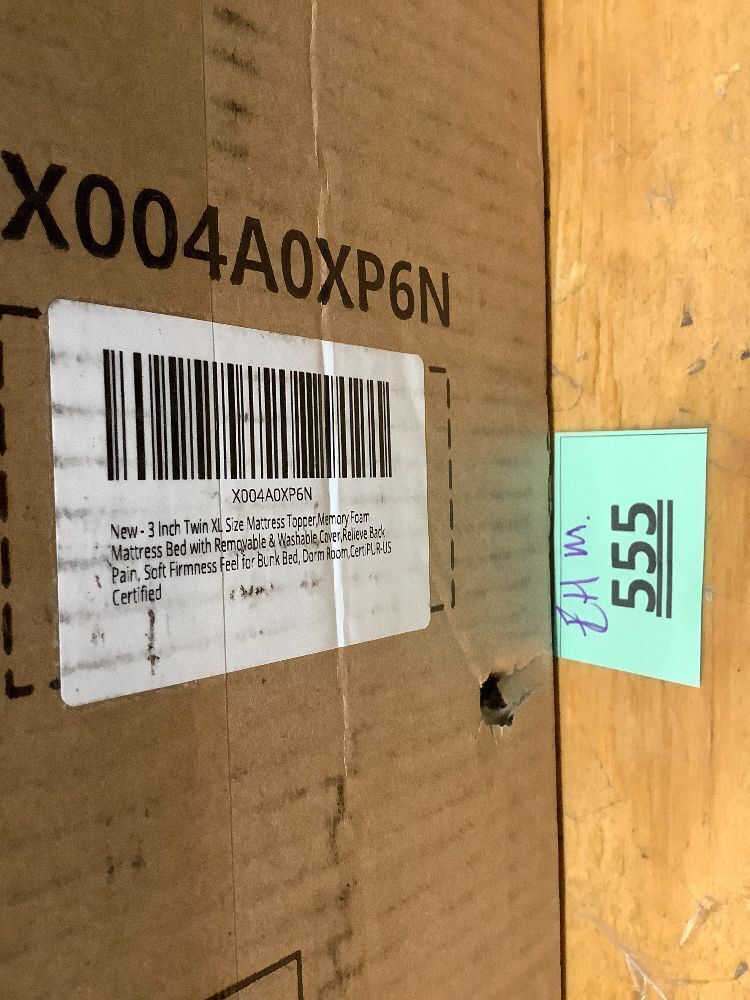 X004A0XP6N
X004A0XP6N
New - 3 Inch Twin XL Size Mattress Topper,Memory Foam
Mattress Bed with Removable & Washable Cover,Relieve Back
Pain, Soft Firmness Feel for Bunk Bed, Dorm Room,CertiPUR-US
Certified
555